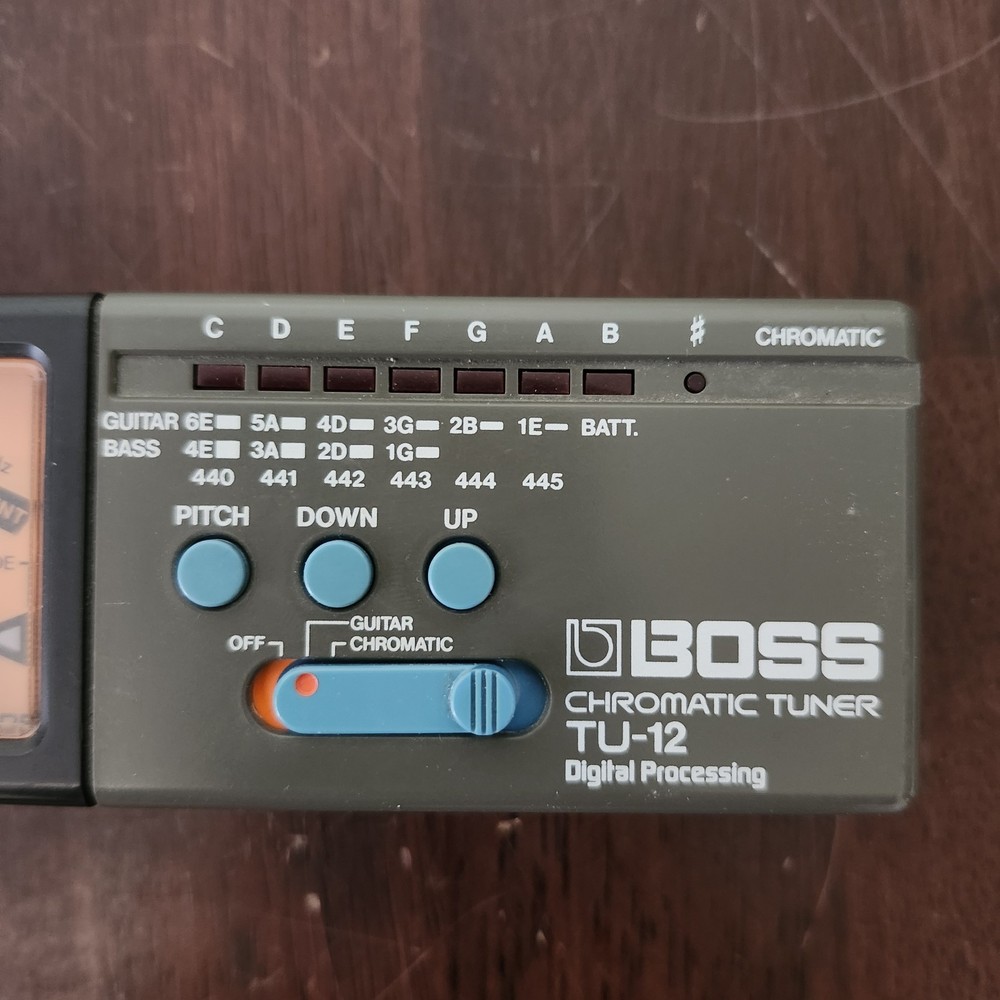 C D E F G A B ♯ CHROMATIC
GUITAR 6E 5A 4D 3G 2B 1E BATT.
BASS 4E 3A 2D 1G
440 441 442 443 444 445
PITCH DOWN UP
GUITAR
OFF CHROMATIC
BOSS
CHROMATIC TUNER
TU-12
Digital Processing